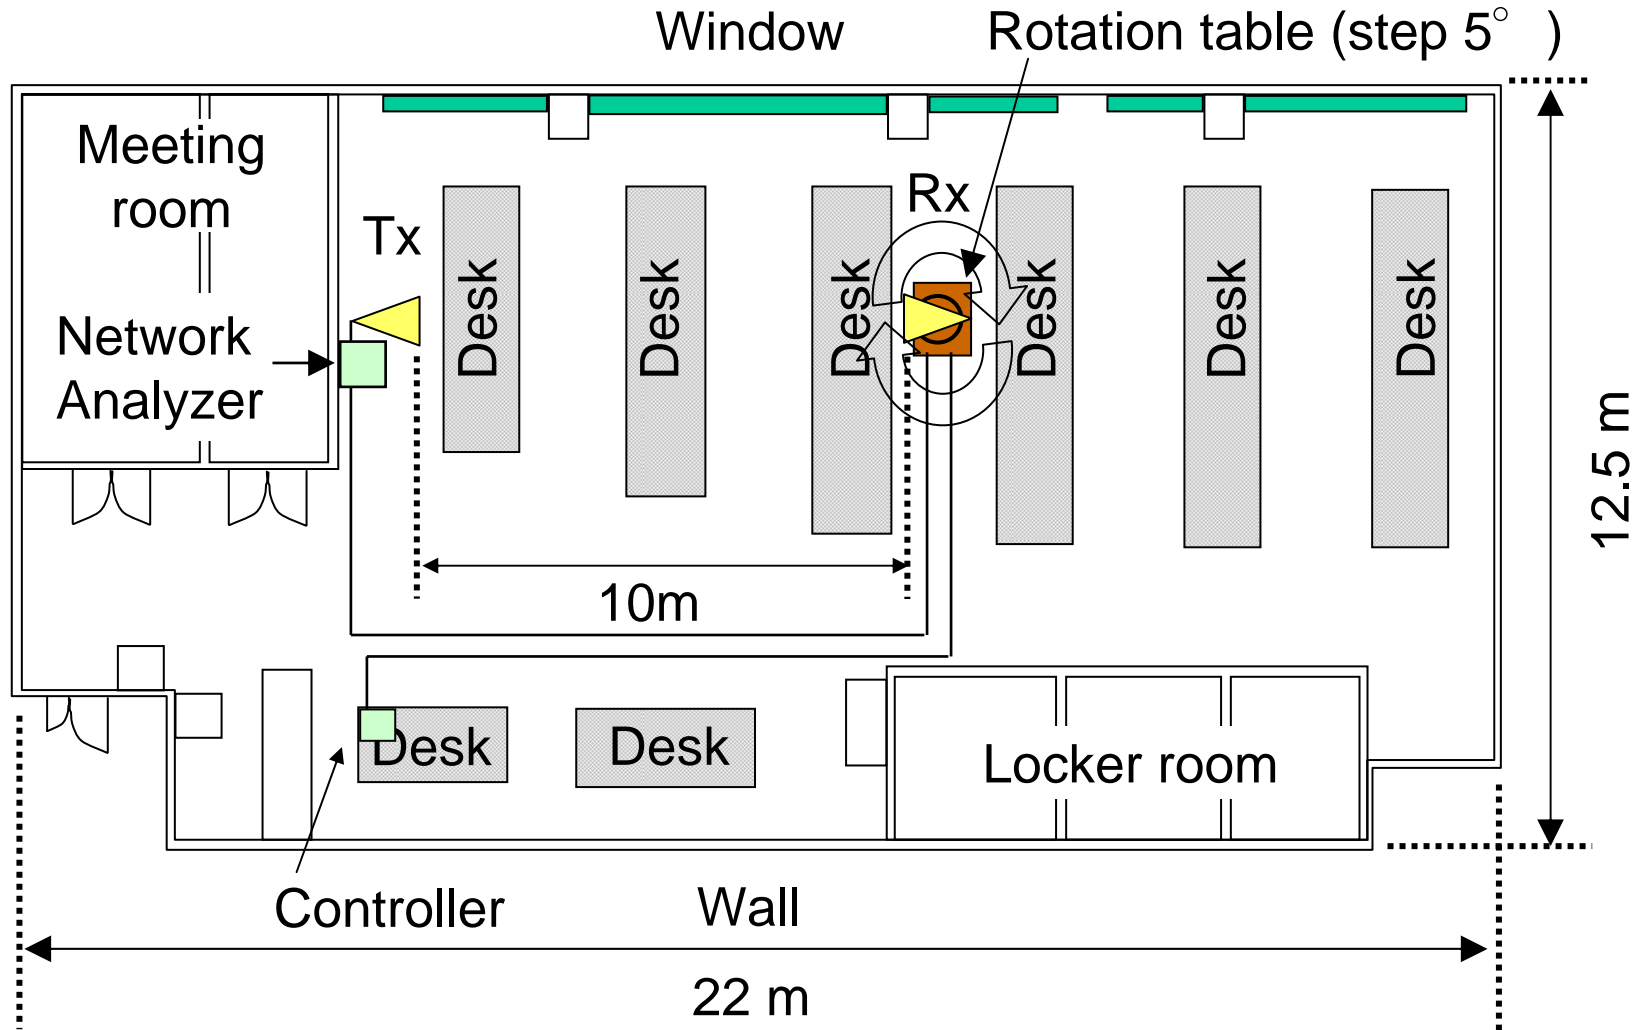 Window
Rotation table (step 5° )
Meeting
room
Tx
Rx
Network
Analyzer
Desk
Desk
Desk
Desk
Desk
Desk
12.5 m
10m
Desk
Desk
Locker room
Controller
Wall
22 m